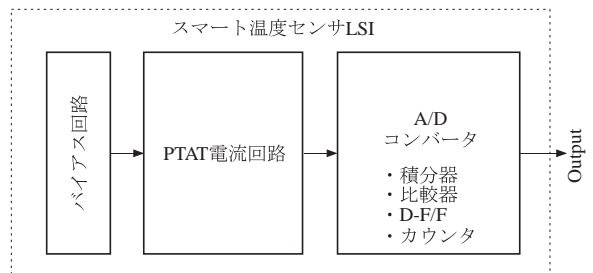 スマート温度センサLSI
バイアス回路
PTAT電流回路
A/D
コンバータ
・積分器
・比較器
・D-F/F
・カウンタ
Output